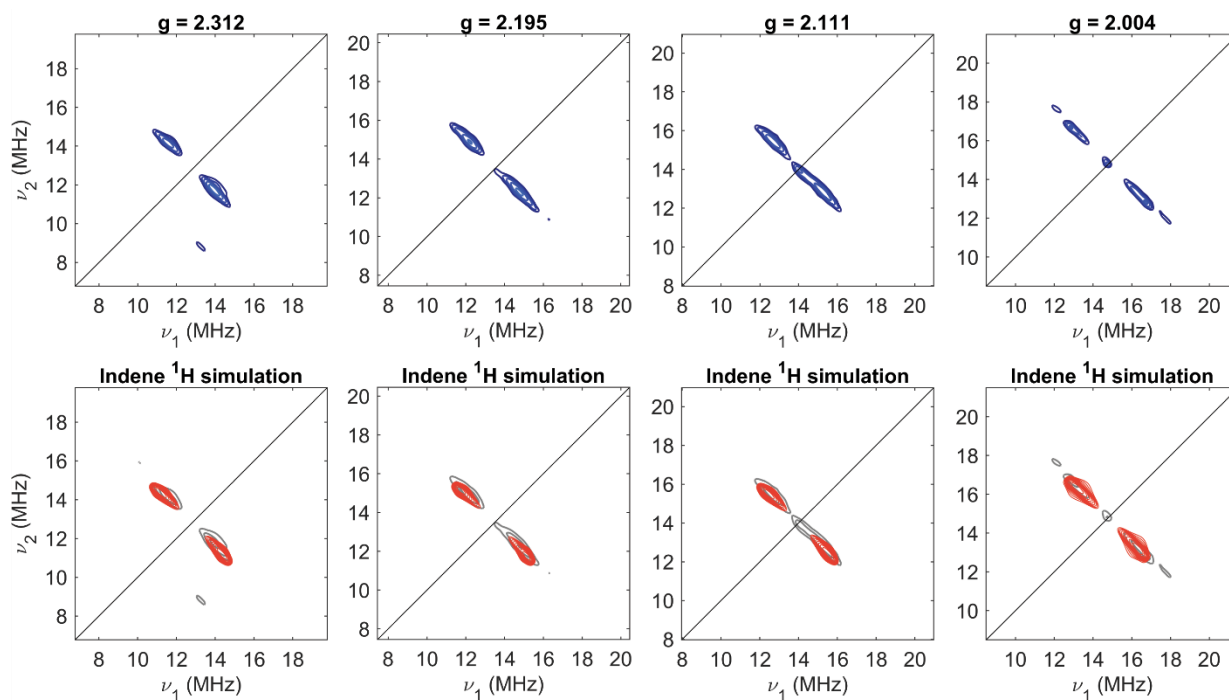 g = 2.312 g = 2.195 g = 2.111 g = 2.004
ν2 (MHz)
18
16
14
12
10
8
10 12 14 16 18
ν1 (MHz)
20
18
16
14
12
10
8
8 10 12 14 16 18 20
ν1 (MHz)
20
18
16
14
12
10
8
8 10 12 14 16 18 20
ν1 (MHz)
20
18
16
14
12
10
10 12 14 16 18 20
ν1 (MHz)
Indene 1H simulation Indene 1H simulation Indene 1H simulation Indene 1H simulation
ν2 (MHz)
18
16
14
12
10
8
8 10 12 14 16 18
ν1 (MHz)
20
18
16
14
12
10
8
8 10 12 14 16 18 20
ν1 (MHz)
20
18
16
14
12
10
8
8 10 12 14 16 18 20
ν1 (MHz)
20
18
16
14
12
10
10 12 14 16 18 20
ν1 (MHz)